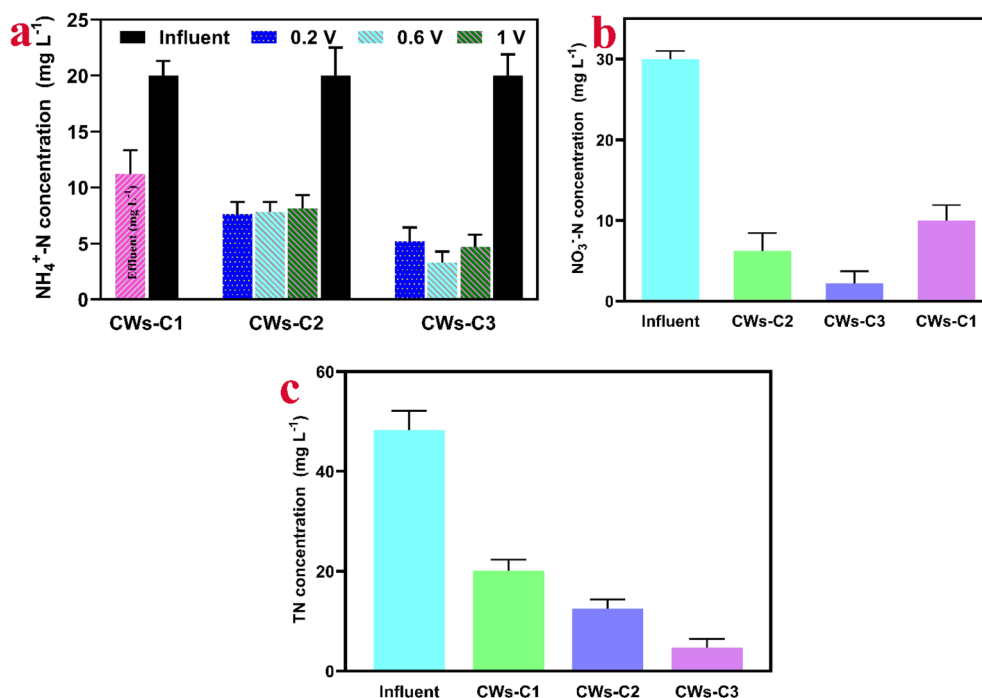 a
NH₄⁺-N concentration (mg L⁻¹)
25
20
15
10
5
0
Influent 0.2 V 0.6 V 1 V
Effluent (mg L⁻¹)
CWs-C1 CWs-C2 CWs-C3
b
NO₃⁻-N concentration (mg L⁻¹)
30
20
10
0
Influent CWs-C2 CWs-C3 CWs-C1
c
TN concentration (mg L⁻¹)
60
40
20
0
Influent CWs-C1 CWs-C2 CWs-C3